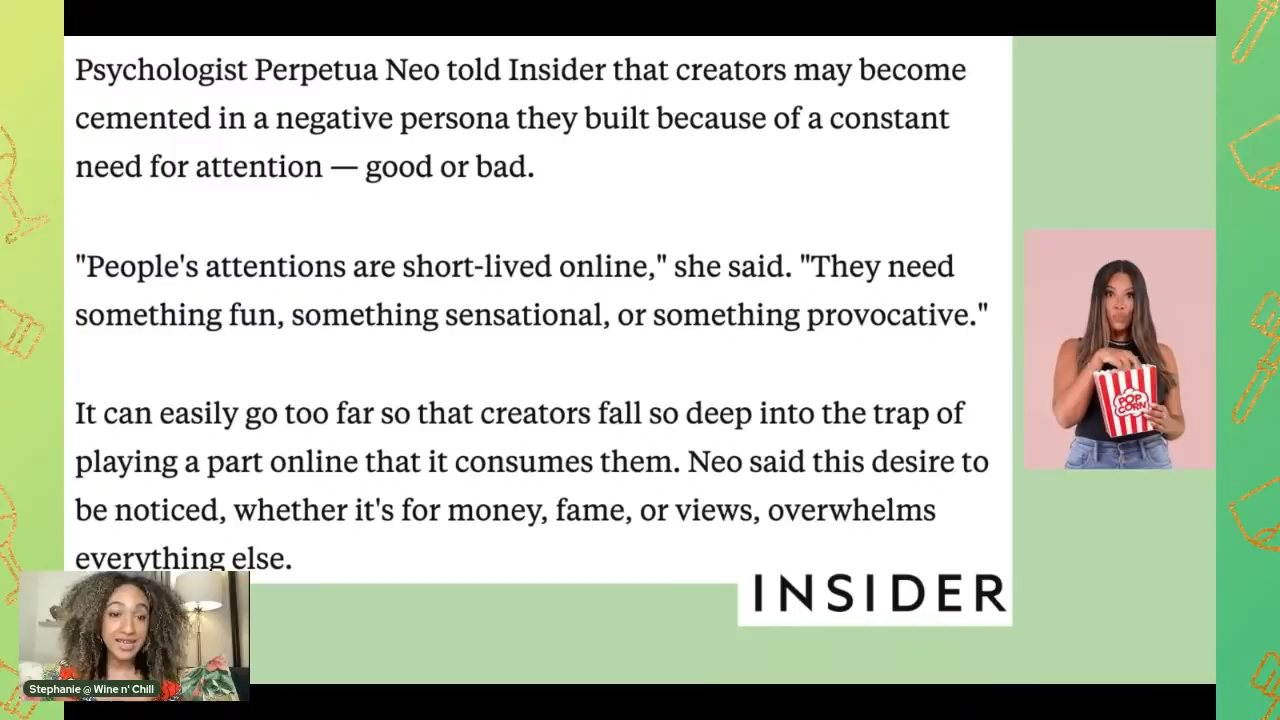 Psychologist Perpetua Neo told Insider that creators may become
cemented in a negative persona they built because of a constant
need for attention — good or bad.
"People's attentions are short-lived online," she said. "They need
something fun, something sensational, or something provocative."
It can easily go too far so that creators fall so deep into the trap of
playing a part online that it consumes them. Neo said this desire to
be noticed, whether it's for money, fame, or views, overwhelms
everything else.
POP
CORN
INSIDER
Stephanie @ Wine n' Chill